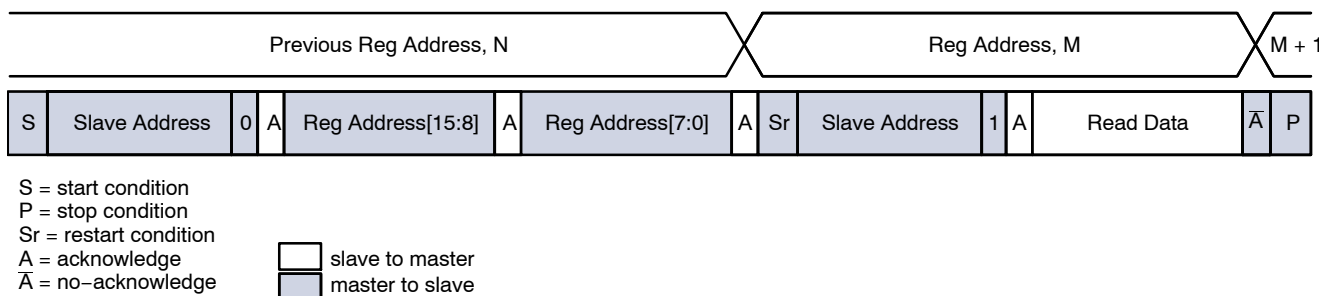 Previous Reg Address, N Reg Address, M M + 1
S Slave Address 0 A Reg Address[15:8] A Reg Address[7:0] A Sr Slave Address 1 A Read Data A̅ P
S = start condition
P = stop condition
Sr = restart condition
A = acknowledge slave to master
A̅ = no−acknowledge master to slave